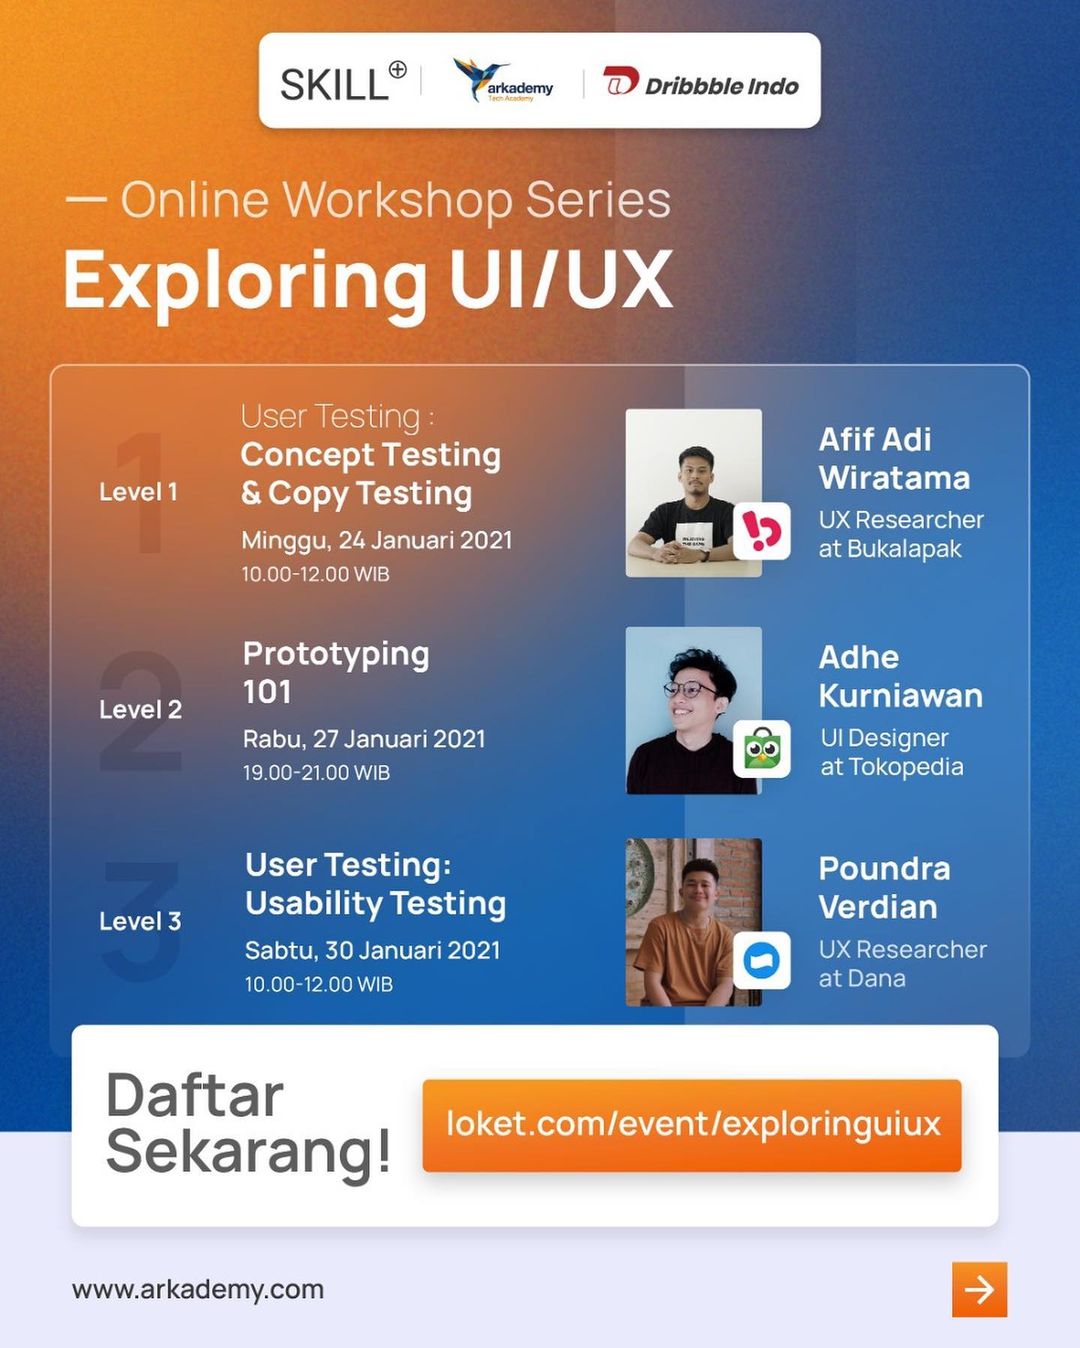 SKILL+
arkademy
Tech Academy
Dribbble Indo
— Online Workshop Series
Exploring UI/UX
1
Level 1
User Testing :
Concept Testing
& Copy Testing
Minggu, 24 Januari 2021
10.00-12.00 WIB
Afif Adi
Wiratama
UX Researcher
at Bukalapak
2
Level 2
Prototyping
101
Rabu, 27 Januari 2021
19.00-21.00 WIB
Adhe
Kurniawan
UI Designer
at Tokopedia
3
Level 3
User Testing:
Usability Testing
Sabtu, 30 Januari 2021
10.00-12.00 WIB
Poundra
Verdian
UX Researcher
at Dana
Daftar
Sekarang!
loket.com/event/exploringuiux
www.arkademy.com